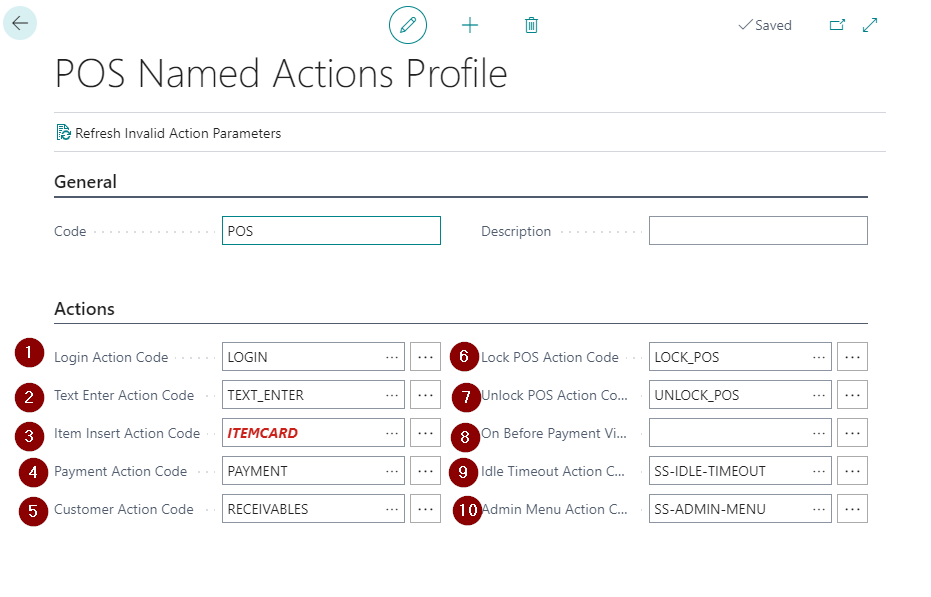 Saved
POS Named Actions Profile
Refresh Invalid Action Parameters
General
Code POS Description
Actions
1 Login Action Code LOGIN 6 Lock POS Action Code LOCK_POS
2 Text Enter Action Code TEXT_ENTER 7 Unlock POS Action Co... UNLOCK_POS
3 Item Insert Action Code ITEMCARD 8 On Before Payment Vi...
4 Payment Action Code PAYMENT 9 Idle Timeout Action C... SS-IDLE-TIMEOUT
5 Customer Action Code RECEIVABLES 10 Admin Menu Action C... SS-ADMIN-MENU